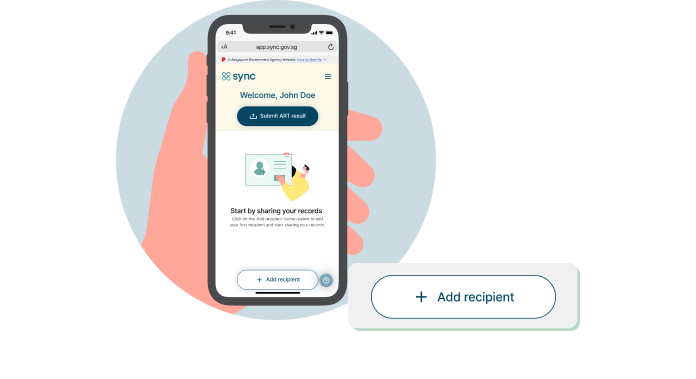 9:41
AA
app.sync.gov.sg
A Singapore Government Agency Website How to identify
sync
Welcome, John Doe
Submit ART result
Start by sharing your records
Click on the 'Add recipient' button below to add
your first recipient and start sharing your records.
+ Add recipient
+ Add recipient